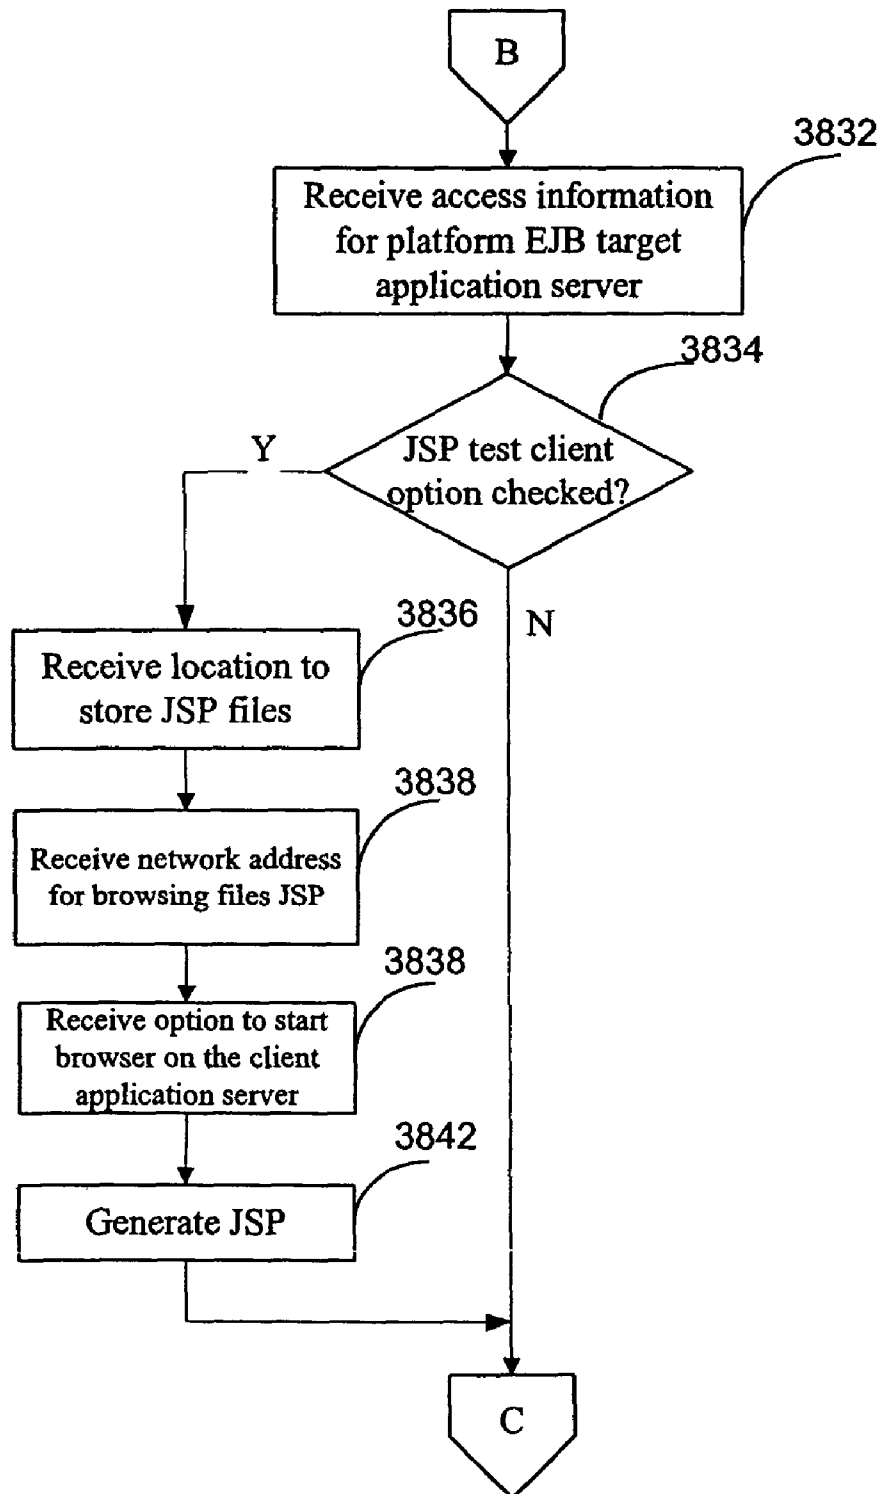 B
3832
Receive access information
for platform EJB target
application server
3834
JSP test client
option checked?
Y
N
3836
Receive location to
store JSP files
3838
Receive network address
for browsing files JSP
3838
Receive option to start
browser on the client
application server
3842
Generate JSP
C